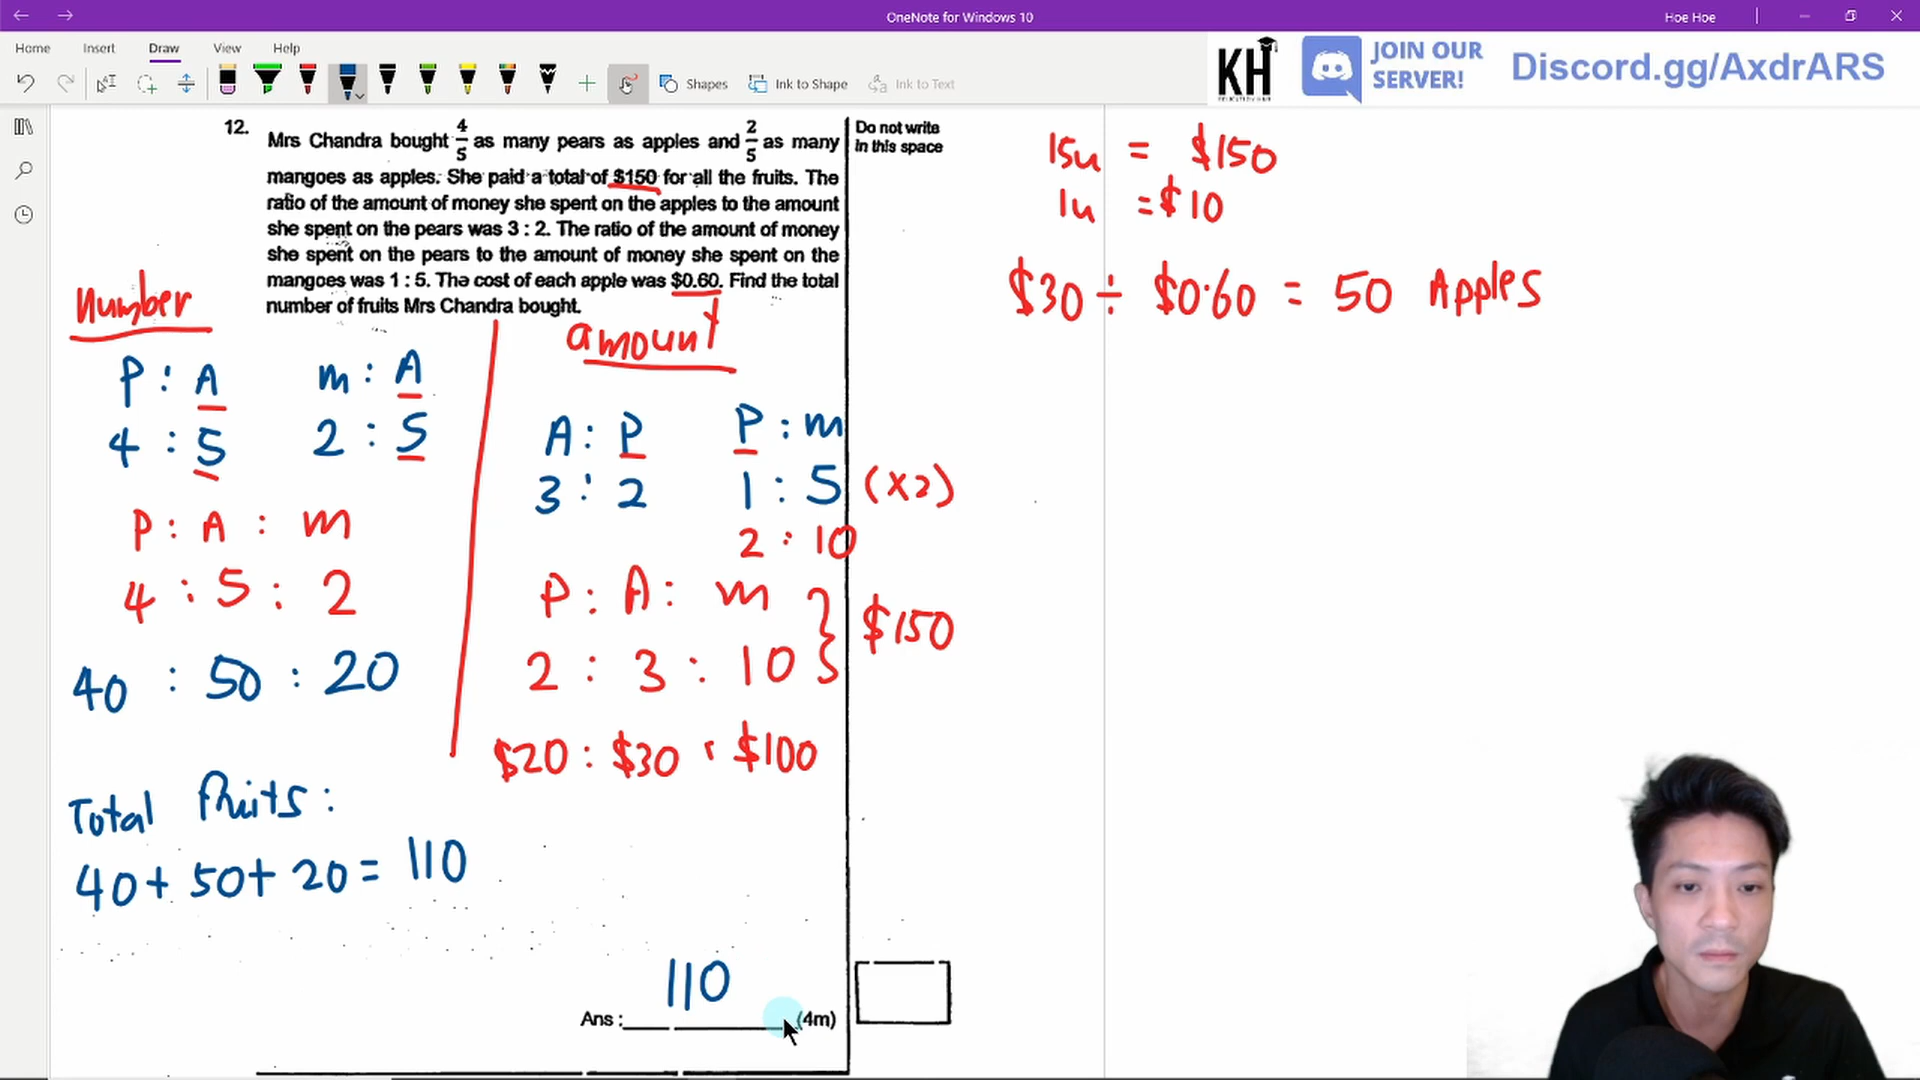 OneNote for Windows 10
Hoe Hoe
Home Insert Draw View Help
Shapes Ink to Shape Ink to Text
KH
JOIN OUR
SERVER!
Discord.gg/AxdrARS
12. Mrs Chandra bought 4/5 as many pears as apples and 2/5 as many
mangoes as apples. She paid a total of $150 for all the fruits. The
ratio of the amount of money she spent on the apples to the amount
she spent on the pears was 3 : 2. The ratio of the amount of money
she spent on the pears to the amount of money she spent on the
mangoes was 1 : 5. The cost of each apple was $0.60. Find the total
number of fruits Mrs Chandra bought.
Do not write
in this space
Number
P : A m : A
4 : 5 2 : 5
P : A : m
4 : 5 : 2
40 : 50 : 20
Total fruits:
40 + 50 + 20 = 110
amount
A : P P : m
3 : 2 1 : 5 (x2)
2 : 10
P : A : m
2 : 3 : 10 } $150
$20 : $30 : $100
15u = $150
1u = $10
$30 ÷ $0.60 = 50 Apples
110
Ans : (4m)